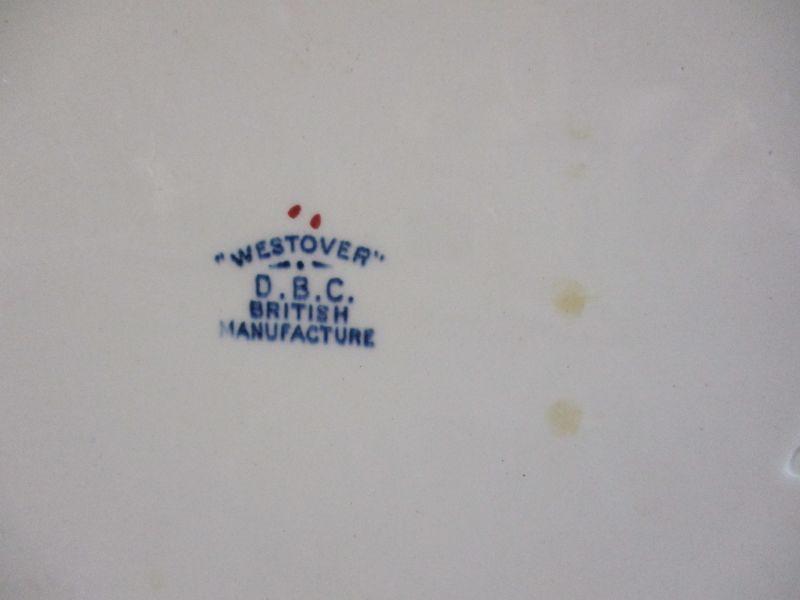 "WESTOVER"
D.B.C.
BRITISH
MANUFACTURE